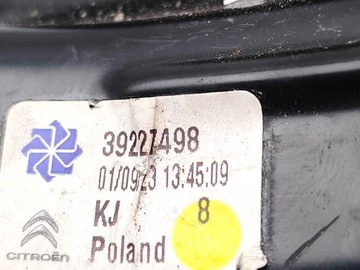 39227498
01/09/23 13:45:09
KJ 8
CITROËN
Poland